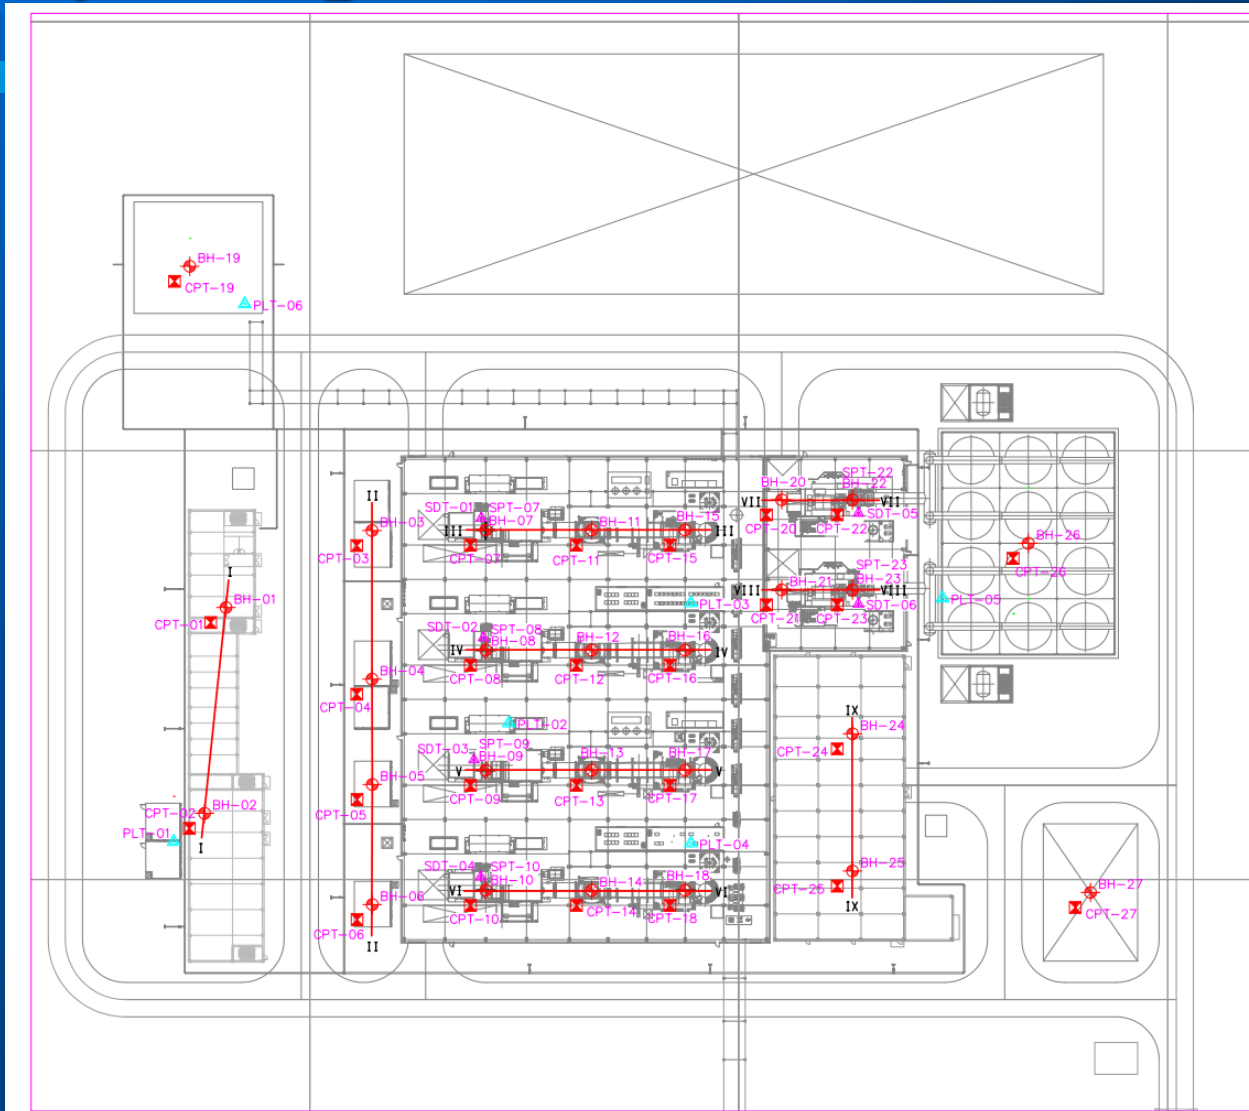 BH-19
CPT-19
PLT-06
II
BH-03
CPT-03
I
BH-01
CPT-01
BH-04
CPT-04
BH-05
CPT-05
BH-02
CPT-02
PLT-01
I
BH-06
CPT-06
II
SDT-01
SPT-07
BH-07
III
CPT-07
BH-11
CPT-11
BH-15
CPT-15
III
SDT-02
SPT-08
BH-08
IV
CPT-08
BH-12
CPT-12
BH-16
CPT-16
IV
PLT-03
PLT-02
SDT-03
SPT-09
BH-09
V
CPT-09
BH-13
CPT-13
BH-17
CPT-17
V
PLT-04
SDT-04
SPT-10
BH-10
VI
CPT-10
BH-14
CPT-14
BH-18
CPT-18
VI
BH-20
VII
CPT-20
SPT-22
BH-22
VII
SDT-05
CPT-22
BH-21
VIII
CPT-21
SPT-23
BH-23
VIII
SDT-06
CPT-23
BH-26
CPT-26
PLT-05
IX
BH-24
CPT-24
BH-25
CPT-25
IX
BH-27
CPT-27